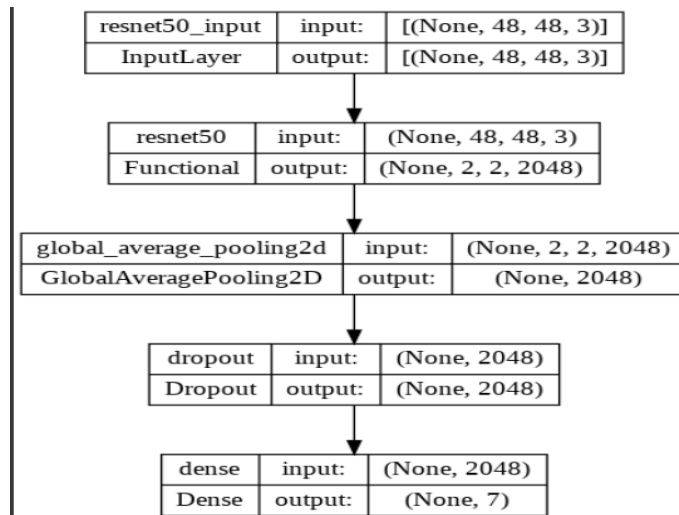 resnet50_input input: [(None, 48, 48, 3)]
InputLayer output: [(None, 48, 48, 3)]
resnet50 input: (None, 48, 48, 3)
Functional output: (None, 2, 2, 2048)
global_average_pooling2d input: (None, 2, 2, 2048)
GlobalAveragePooling2D output: (None, 2048)
dropout input: (None, 2048)
Dropout output: (None, 2048)
dense input: (None, 2048)
Dense output: (None, 7)